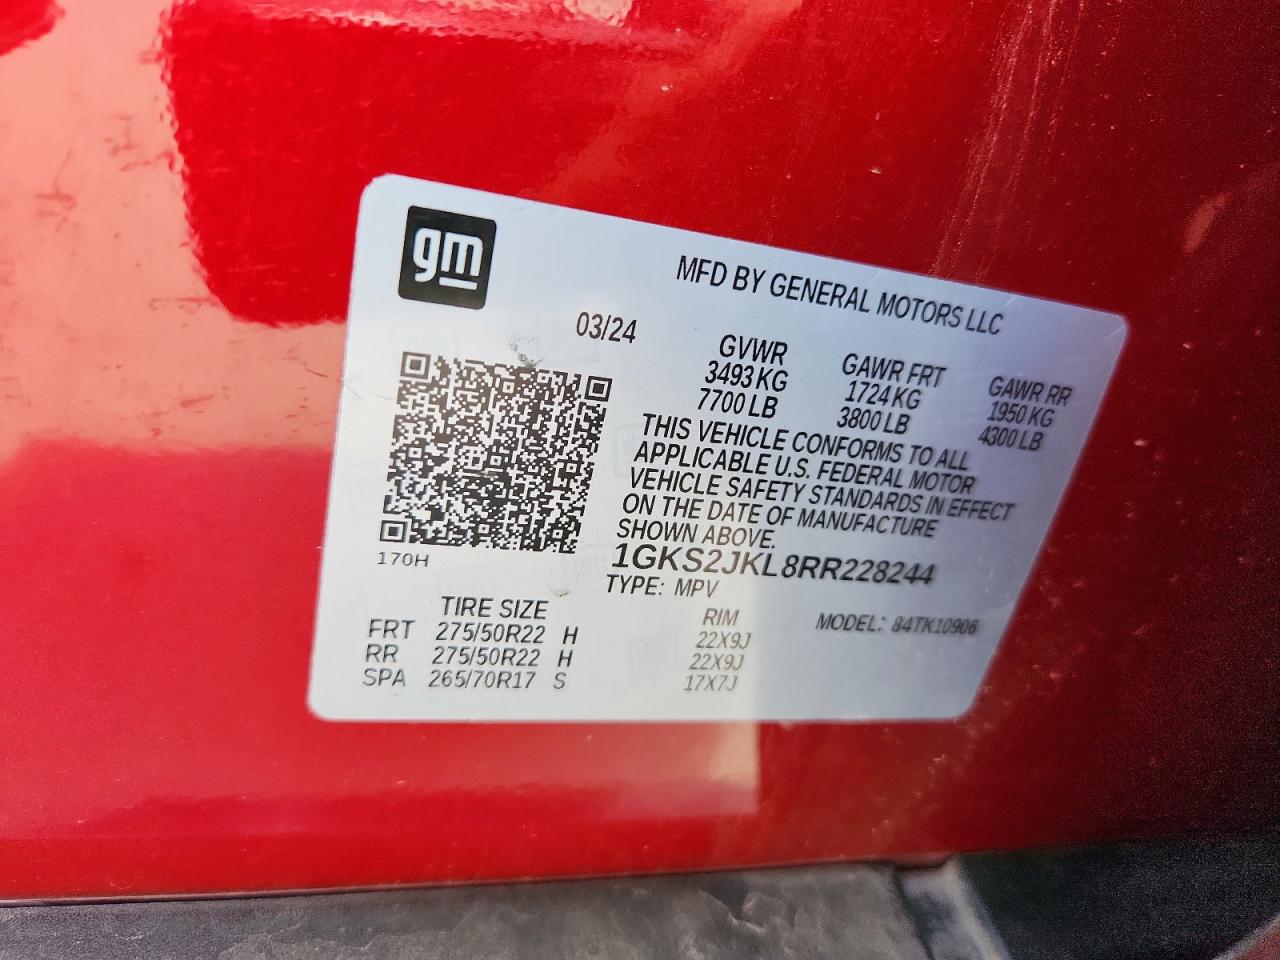 gm
MFD BY GENERAL MOTORS LLC
03/24
GVWR GAWR FRT GAWR RR
3493 KG 1724 KG 1950 KG
7700 LB 3800 LB 4300 LB
THIS VEHICLE CONFORMS TO ALL
APPLICABLE U.S. FEDERAL MOTOR
VEHICLE SAFETY STANDARDS IN EFFECT
ON THE DATE OF MANUFACTURE
SHOWN ABOVE.
170H
1GKS2JKL8RR228244
TYPE: MPV
MODEL: 84TK10906
TIRE SIZE RIM
FRT 275/50R22 H 22X9J
RR 275/50R22 H 22X9J
SPA 265/70R17 S 17X7J